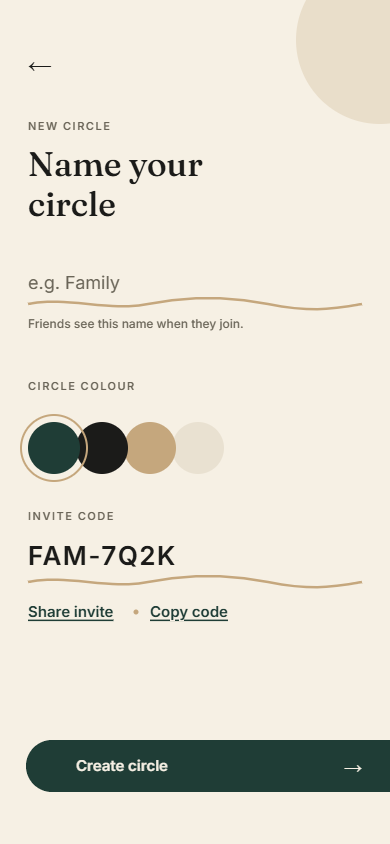 ←
NEW CIRCLE
Name your
circle
e.g. Family
Friends see this name when they join.
CIRCLE COLOUR
INVITE CODE
FAM-7Q2K
Share invite • Copy code
Create circle →